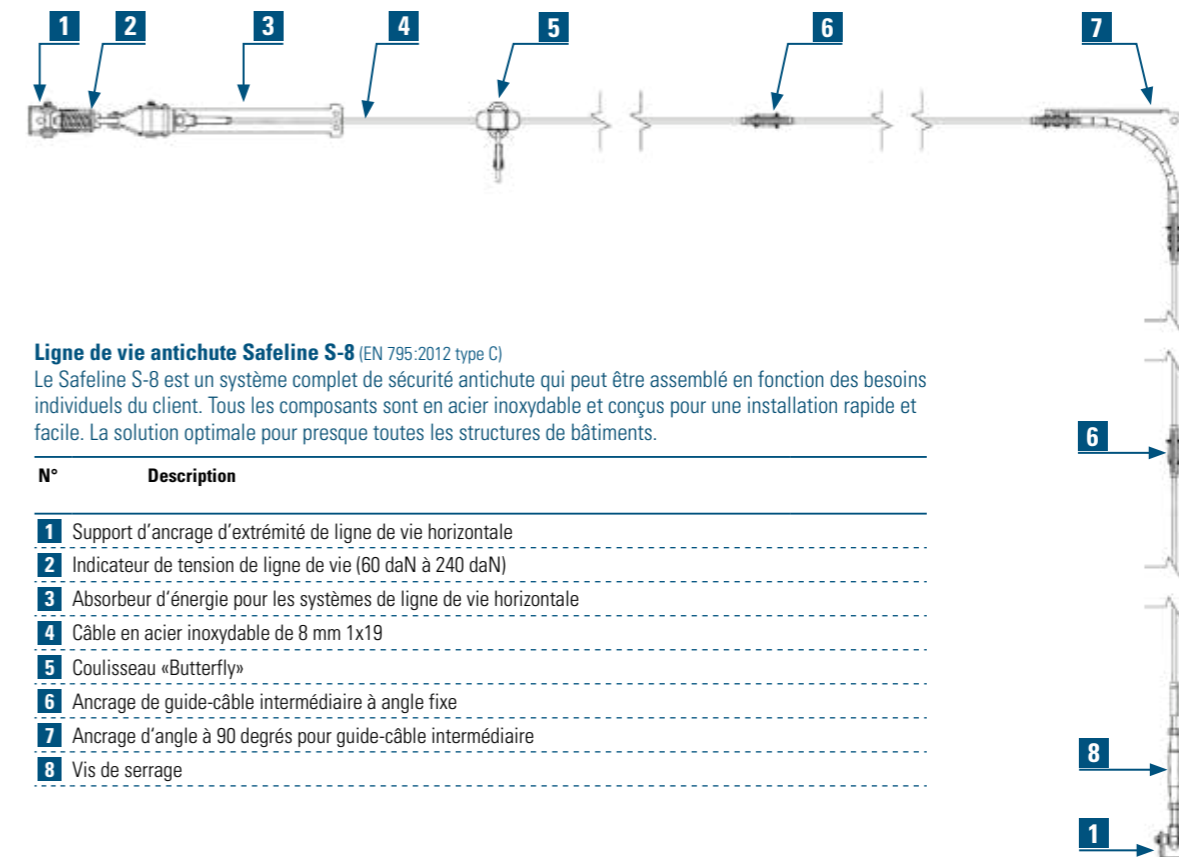 1 2 3 4 5 6 7
Ligne de vie antichute Safeline S-8 (EN 795:2012 type C)
Le Safeline S-8 est un système complet de sécurité antichute qui peut être assemblé en fonction des besoins
individuels du client. Tous les composants sont en acier inoxydable et conçus pour une installation rapide et
facile. La solution optimale pour presque toutes les structures de bâtiments.
6
N° Description
1 Support d'ancrage d'extrémité de ligne de vie horizontale
2 Indicateur de tension de ligne de vie (60 daN à 240 daN)
3 Absorbeur d'énergie pour les systèmes de ligne de vie horizontale
4 Câble en acier inoxydable de 8 mm 1x19
5 Coulisseau «Butterfly»
6 Ancrage de guide-câble intermédiaire à angle fixe
7 Ancrage d'angle à 90 degrés pour guide-câble intermédiaire
8 Vis de serrage
8
1